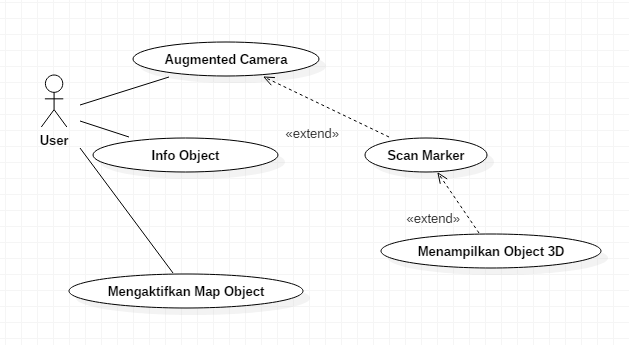 Augmented Camera
«extend»
User
Info Object
Scan Marker
«extend»
Menampilkan Object 3D
Mengaktifkan Map Object